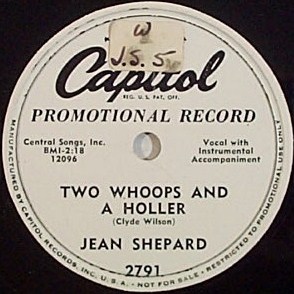 W
J.S. 5
Capitol
REG. U.S. PAT. OFF.
PROMOTIONAL RECORD
Central Songs, Inc.
BMI-2:18
12096
Vocal with
Instrumental
Accompaniment
TWO WHOOPS AND
A HOLLER
(Clyde Wilson)
JEAN SHEPARD
2791
MANUFACTURED BY CAPITOL RECORDS, INC. U.S.A. • NOT FOR SALE • RESTRICTED TO PROMOTIONAL USE ONLY